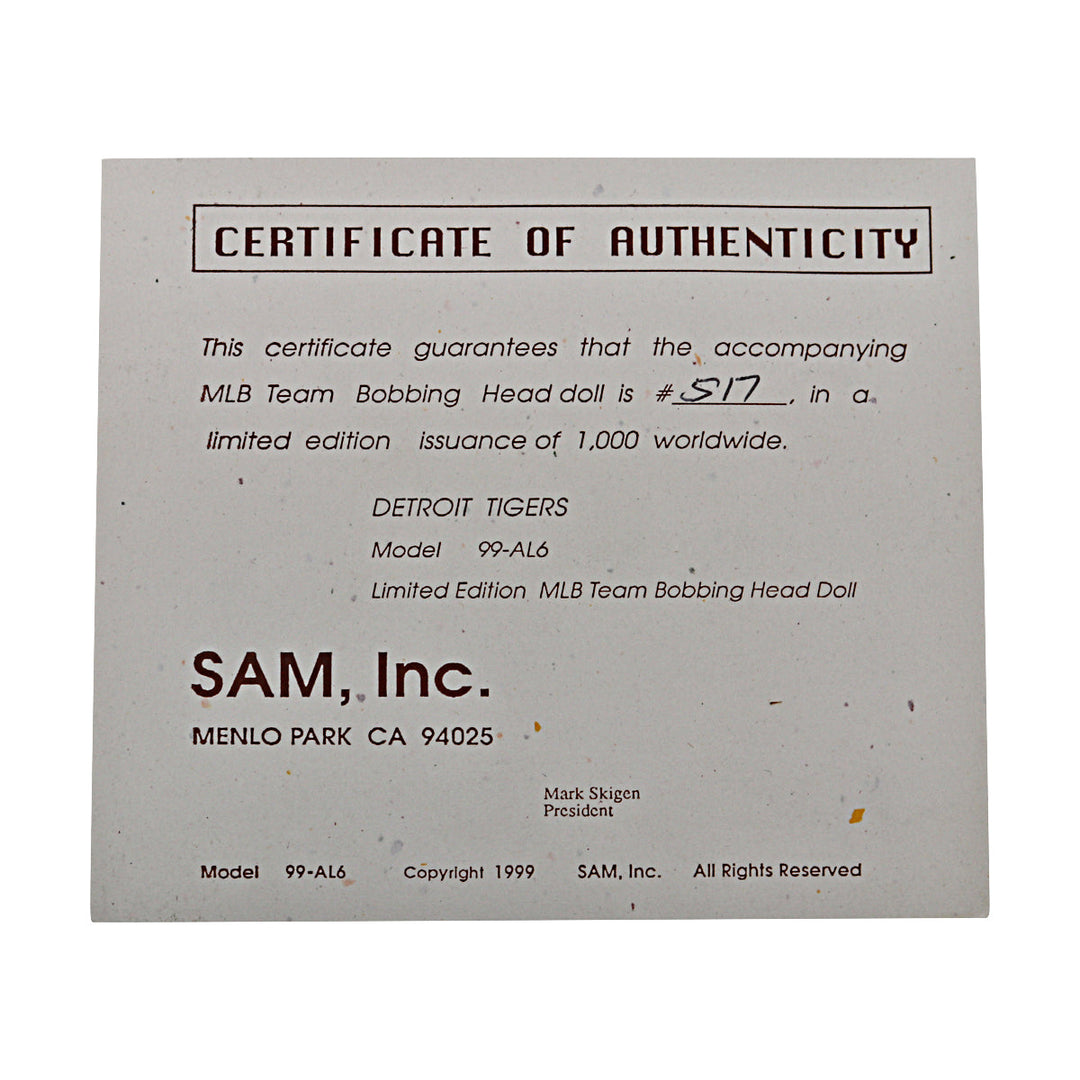 CERTIFICATE OF AUTHENTICITY
This certificate guarantees that the accompanying
MLB Team Bobbing Head doll is #517, in a
limited edition issuance of 1,000 worldwide.
DETROIT TIGERS
Model 99-AL6
Limited Edition MLB Team Bobbing Head Doll
SAM, Inc.
MENLO PARK CA 94025
Mark Skigen
President
Model 99-AL6 Copyright 1999 SAM, Inc. All Rights Reserved